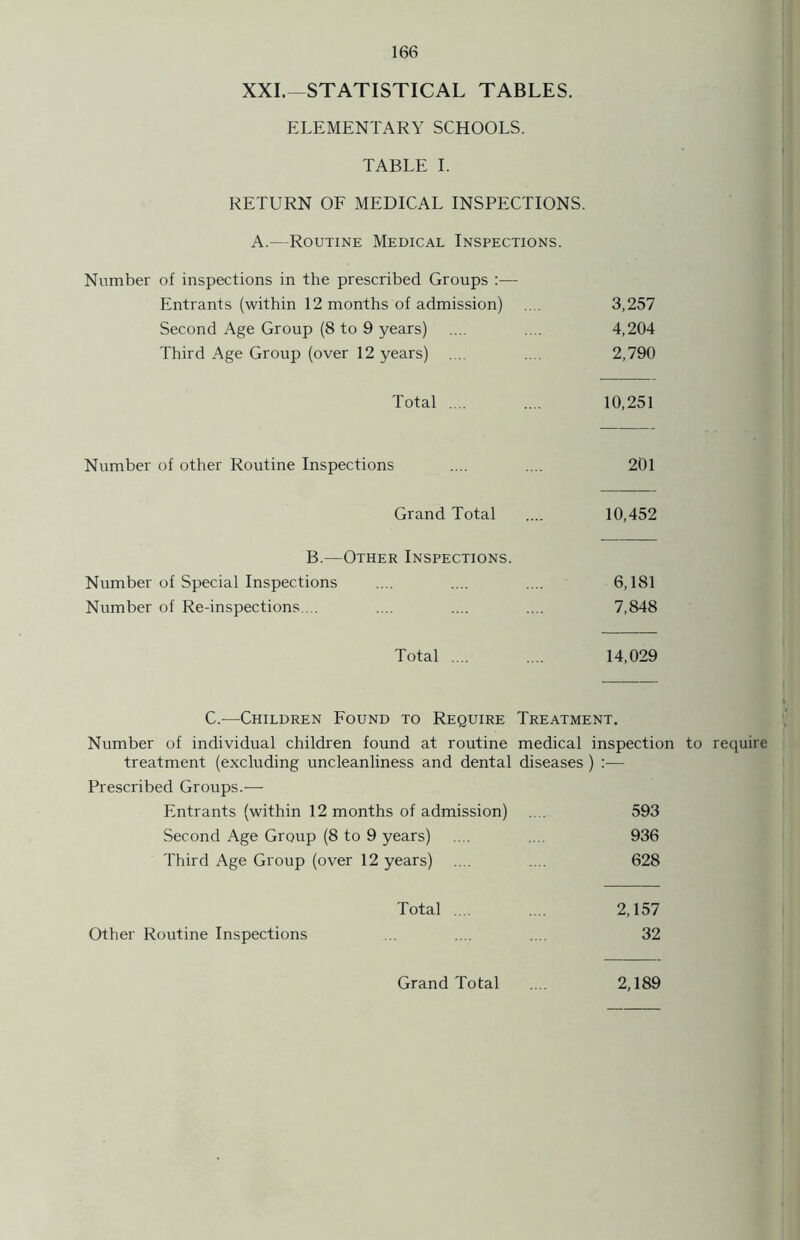 166
XXI.—STATISTICAL TABLES.
ELEMENTARY SCHOOLS.
TABLE I.
RETURN OF MEDICAL INSPECTIONS.
A.—Routine Medical Inspections.
Number of inspections in the prescribed Groups :—
Entrants (within 12 months of admission) .... 3,257
Second Age Group (8 to 9 years) .... .... 4,204
Third Age Group (over 12 years) .... .... 2,790
Total .... .... 10,251
Number of other Routine Inspections .... .... 201
Grand Total .... 10,452
B.—Other Inspections.
Number of Special Inspections .... .... .... 6,181
Number of Re-inspections.... .... .... .... 7,848
Total .... .... 14,029
C.—Children Found to Require Treatment.
Number of individual children found at routine medical inspection to require
treatment (excluding uncleanliness and dental diseases ) :—
Prescribed Groups.—
Entrants (within 12 months of admission) .... 593
Second Age Group (8 to 9 years) .... .... 936
Third Age Group (over 12 years) .... .... 628
Total .... .... 2,157
Other Routine Inspections ... .... .... 32
Grand Total .... 2,189